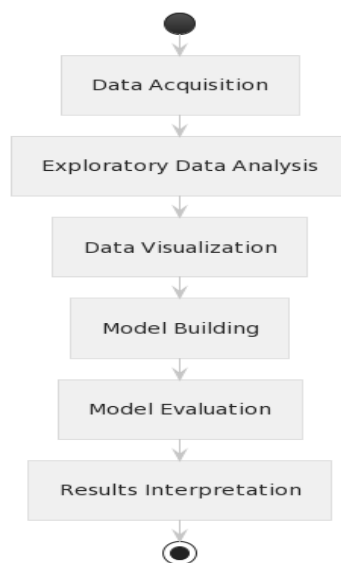 Data Acquisition
Exploratory Data Analysis
Data Visualization
Model Building
Model Evaluation
Results Interpretation